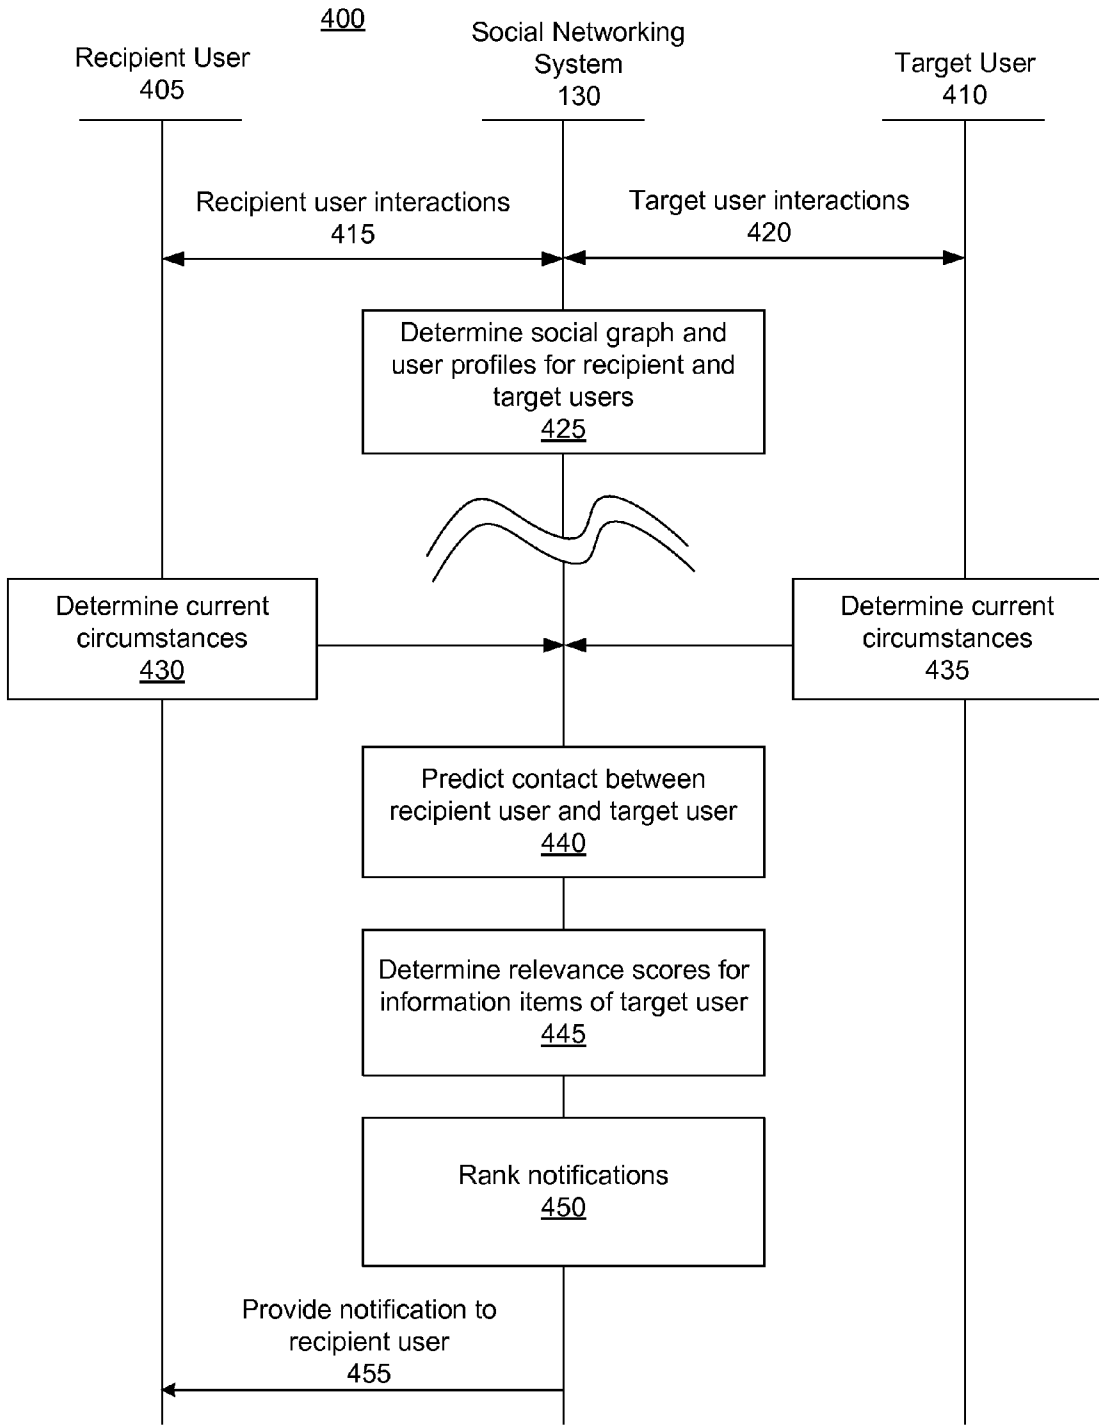 400
Recipient User
405
Social Networking
System
130
Target User
410
Recipient user interactions
415
Target user interactions
420
Determine social graph and
user profiles for recipient and
target users
425
Determine current
circumstances
430
Determine current
circumstances
435
Predict contact between
recipient user and target user
440
Determine relevance scores for
information items of target user
445
Rank notifications
450
Provide notification to
recipient user
455